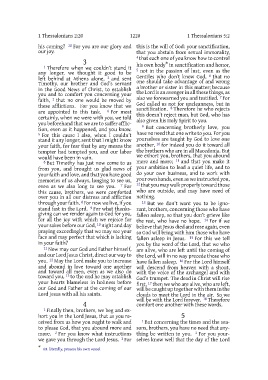 1 Thessalonians 2:20
1220
1 Thessalonians 5:2
his coming? 20 For you are our glory and
our joy.
3
1 Therefore when we couldn't stand it
any longer, we thought it good to be
left behind at Athens alone, 2 and sent
Timothy, our brother and God's servant
in the Good News of Christ, to establish
you and to comfort you concerning your
faith, 3 that no one would be moved by
these afflictions. For you know that we
are appointed to this task. 4 For most
certainly, when we were with you, we told
you beforehand that we are to suffer afflic-
tion, even as it happened, and you know.
5 For this cause I also, when I couldn't
stand it any longer, sent that I might know
your faith, for fear that by any means the
tempter had tempted you, and our labor
would have been in vain.
6 But Timothy has just now come to us
from you, and brought us glad news of
your faith and love, and that you have good
memories of us always, longing to see us,
even as we also long to see you. 7 For
this cause, brothers, we were comforted
over you in all our distress and affliction
through your faith. 8 For now we live, if you
stand fast in the Lord. 9 For what thanks-
giving can we render again to God for you,
for all the joy with which we rejoice for
your sakes before our God, 10 night and day
praying exceedingly that we may see your
face and may perfect that which is lacking
in your faith?
11 Now may our God and Father himself,
and our Lord Jesus Christ, direct our way to
you. 12 May the Lord make you to increase
and abound in love toward one another
and toward all men, even as we also do
toward you, 13 to the end he may establish
your hearts blameless in holiness before
our God and Father at the coming of our
Lord Jesus with all his saints.
4
1 Finally then, brothers, we beg and ex-
hort you in the Lord Jesus, that as you re-
ceived from us how you ought to walk and
to please God, that you abound more and
more. 2 For you know what instructions
we gave you through the Lord Jesus. 3 For
this is the will of God: your sanctification,
that you abstain from sexual immorality,
4 that each one of you know how to control
his own body* in sanctification and honor,
5 not in the passion of lust, even as the
Gentiles who don't know God, 6 that no
one should take advantage of and wrong
a brother or sister in this matter; because
the Lord is an avenger in all these things, as
also we forewarned you and testified. 7 For
God called us not for uncleanness, but in
sanctification. 8 Therefore he who rejects
this doesn't reject man, but God, who has
also given his Holy Spirit to you.
9 But concerning brotherly love, you
have no need that one write to you. For you
yourselves are taught by God to love one
another, 10 for indeed you do it toward all
the brothers who are in all Macedonia. But
we exhort you, brothers, that you abound
more and more; 11 and that you make it
your ambition to lead a quiet life, and to
do your own business, and to work with
your own hands, even as we instructed you,
12 that you may walk properly toward those
who are outside, and may have need of
nothing.
13 But we don't want you to be igno-
rant, brothers, concerning those who have
fallen asleep, so that you don't grieve like
the rest, who have no hope. 14 For if we
believe that Jesus died and rose again, even
so God will bring with him those who have
fallen asleep in Jesus. 15 For this we tell
you by the word of the Lord, that we who
are alive, who are left until the coming of
the Lord, will in no way precede those who
have fallen asleep. 16 For the Lord himself
will descend from heaven with a shout,
with the voice of the archangel and with
God's trumpet. The dead in Christ will rise
first, 17 then we who are alive, who are left,
will be caught up together with them in the
clouds to meet the Lord in the air. So we
will be with the Lord forever. 18 Therefore
comfort one another with these words.
5
1 But concerning the times and the sea-
sons, brothers, you have no need that any-
thing be written to you. 2 For you your-
selves know well that the day of the Lord
* 4:4 literally, possess his own vessel